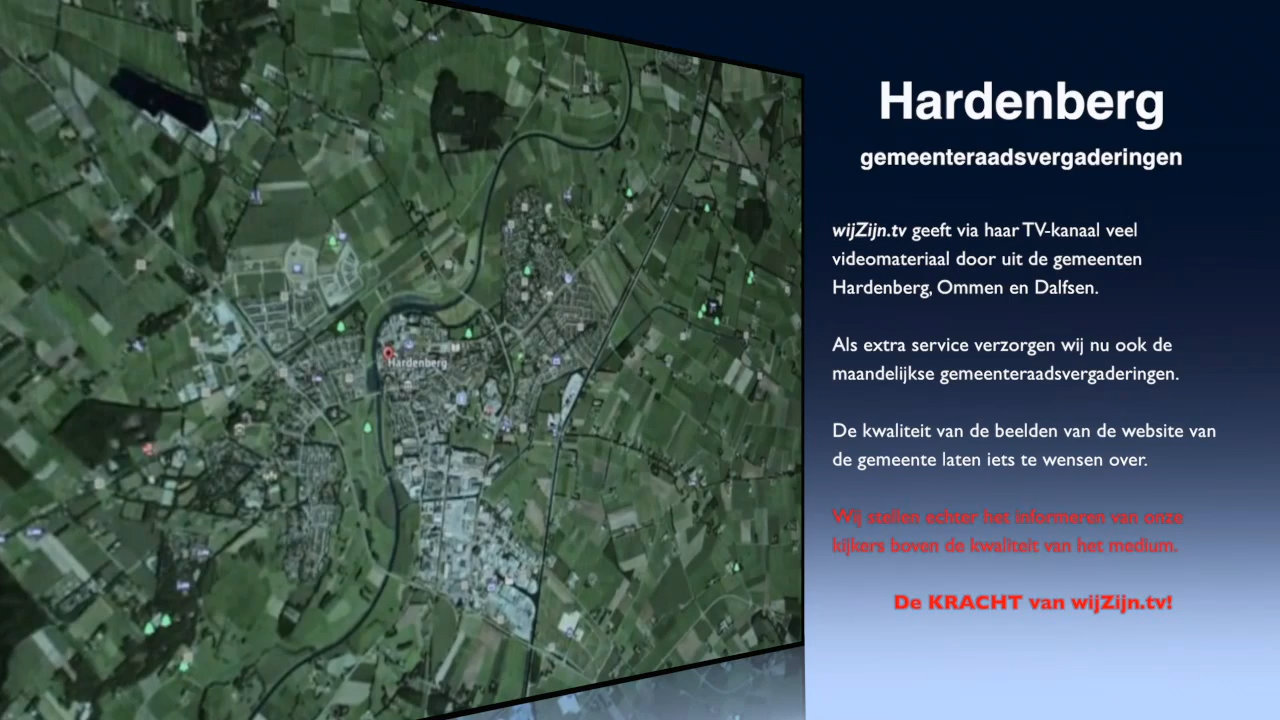 Hardenberg
gemeenteraadsvergaderingen
wijZijn.tv geeft via haar TV-kanaal veel
videomateriaal door uit de gemeenten
Hardenberg, Ommen en Dalfsen.
Als extra service verzorgen wij nu ook de
maandelijkse gemeenteraadsvergaderingen.
De kwaliteit van de beelden van de website van
de gemeente laten iets te wensen over.
Wij stellen echter het informeren van onze
kijkers boven de kwaliteit van het medium.
De KRACHT van wijZijn.tv!
Hardenberg